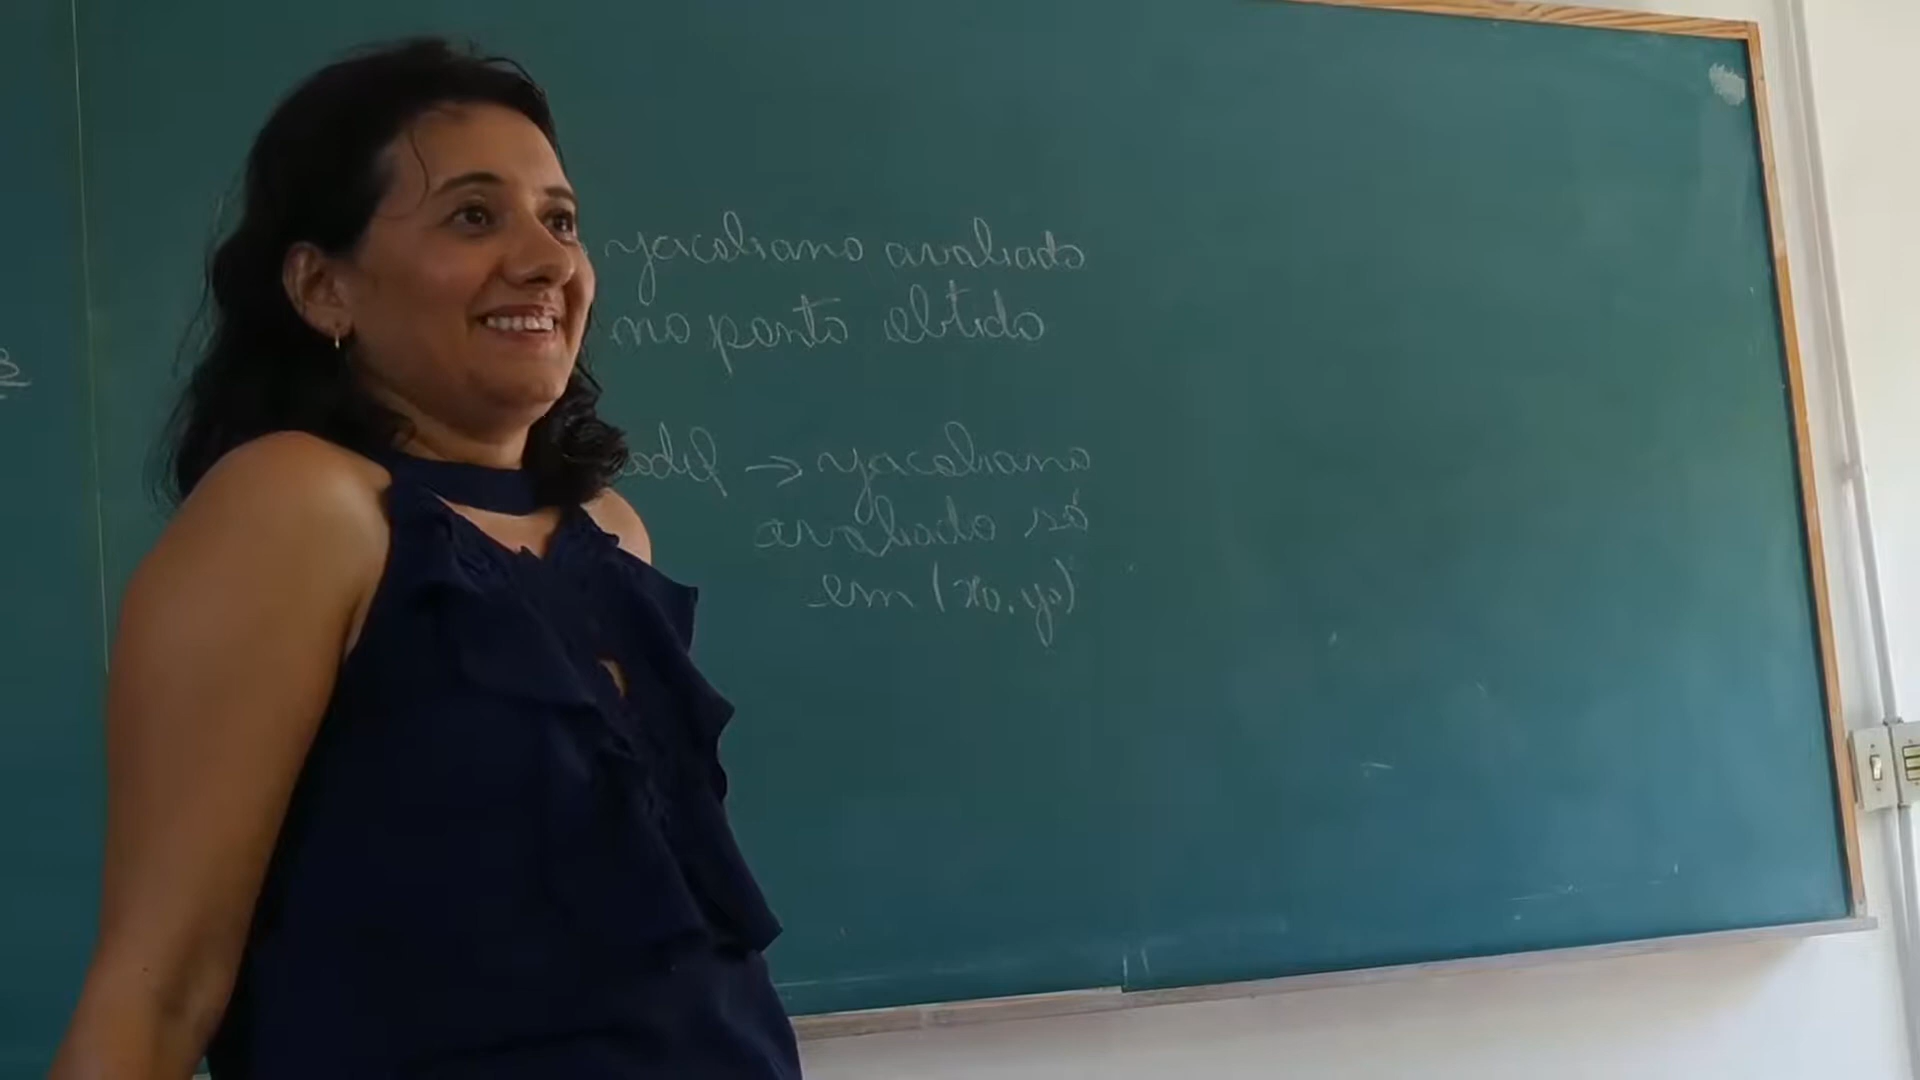 jacobiano avaliado
no ponto obtido
→ jacobiano
avaliado só
em (x0, y0)